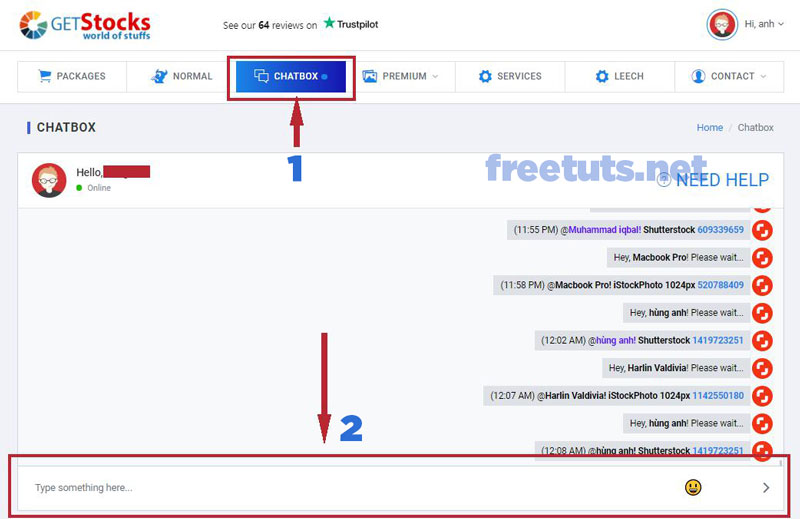 GETStocks
world of stuffs
See our 64 reviews on Trustpilot
Hi, anh
PACKAGES
NORMAL
CHATBOX
PREMIUM
SERVICES
LEECH
CONTACT
CHATBOX
Home / Chatbox
1
freetuts.net
Hello,
Online
NEED HELP
(11:55 PM) @Muhammad iqbal! Shutterstock 609339659
Hey, Macbook Pro! Please wait...
(11:58 PM) @Macbook Pro! iStockPhoto 1024px 520788409
Hey, hùng anh! Please wait...
(12:02 AM) @hùng anh! Shutterstock 1419723251
Hey, Harlin Valdivia! Please wait...
(12:07 AM) @Harlin Valdivia! iStockPhoto 1024px 1142550180
Hey, hùng anh! Please wait...
2
(12:08 AM) @hùng anh! Shutterstock 1419723251
Type something here...